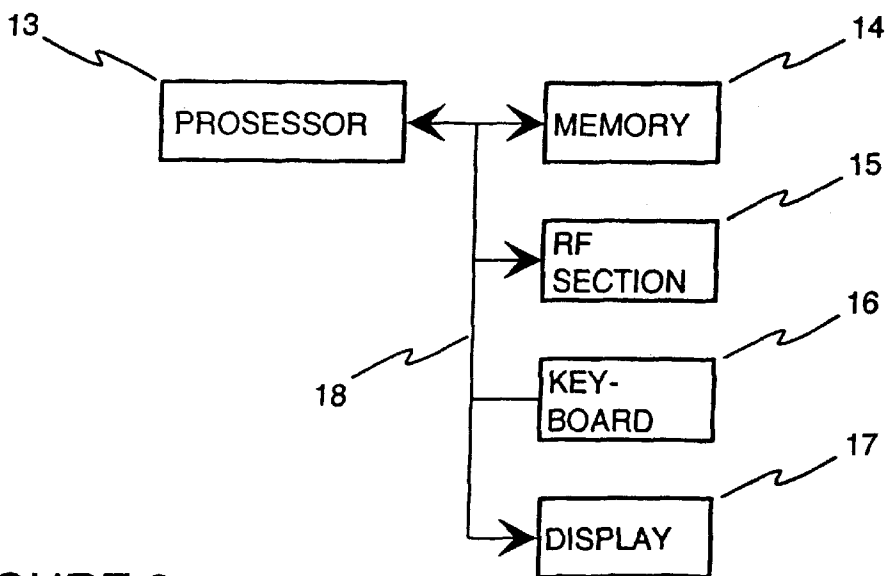 13
14
PROSESSOR
MEMORY
15
RF
SECTION
16
18
KEY-
BOARD
17
DISPLAY